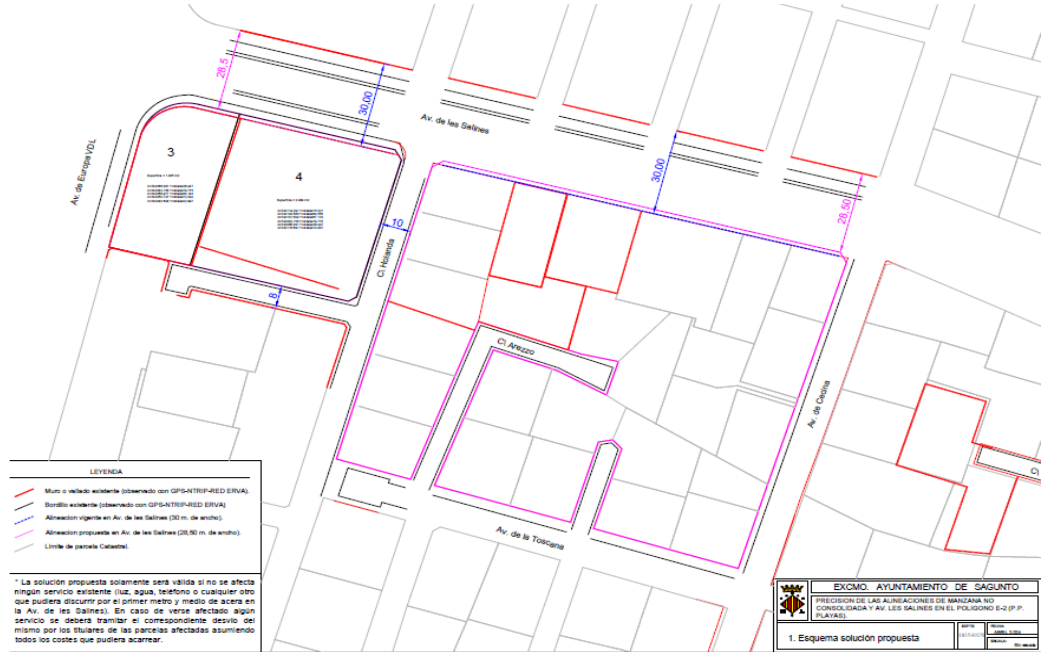 28,5
30,00
Av. de les Salines
3
4
Av. de Europa VDL
30,00
28,50
10
C\ Holanda
8
C\ Arezzo
Av. de Cecina
C\
Av. de la Toscana
LEYENDA
Muro o vallado existente (observado con GPS-NTRIP-RED ERVA).
Bordillo existente (observado con GPS-NTRIP-RED ERVA)
Alineacion vigente en Av. de les Salines (30 m. de ancho).
Alineacion propuesta en Av. de les Salines (28,50 m. de ancho).
Limite de parcela Catastral.
* La solución propuesta solamente será válida si no se afecta
ningún servicio existente (luz, agua, teléfono o cualquier otro
que pudiera discurrir por el primer metro y medio de acera en
la Av. de les Salines). En caso de verse afectado algún
servicio se deberá tramitar el correspondiente desvío del
mismo por los titulares de las parcelas afectadas asumiendo
todos los costes que pudiera acarrear.
EXCMO. AYUNTAMIENTO DE SAGUNTO
PRECISION DE LAS ALINEACIONES DE MANZANA NO
CONSOLIDADA Y AV. LES SALINES EN EL POLIGONO E-2 (P.P.
PLAYAS).
1. Esquema solución propuesta